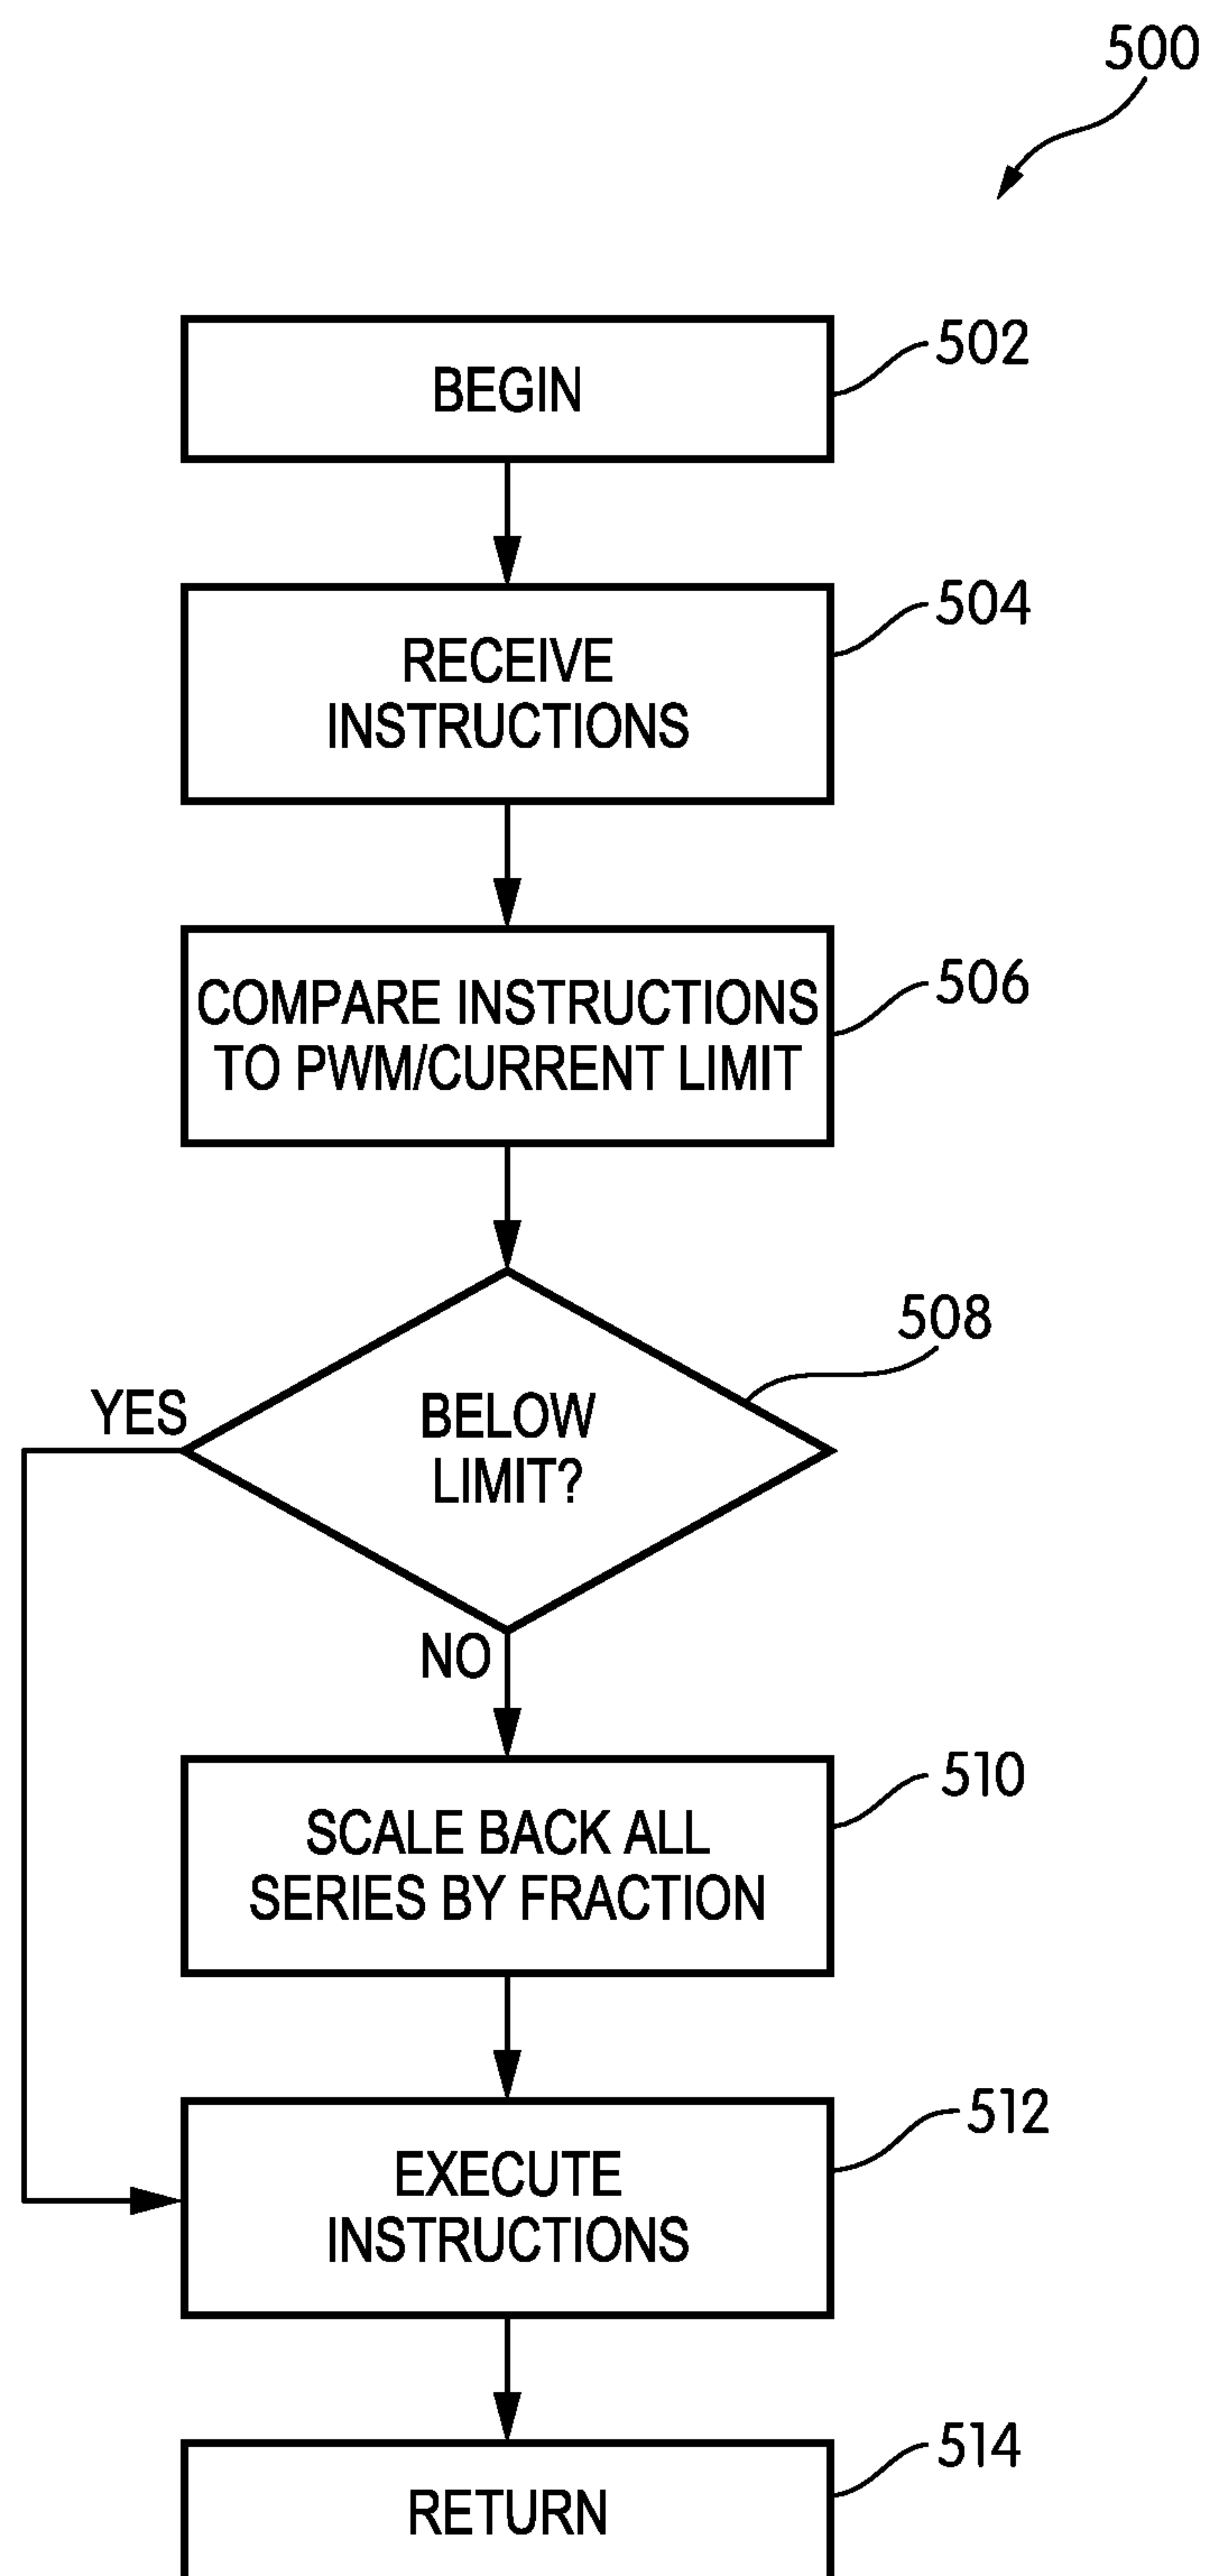 500
BEGIN
502
RECEIVE
INSTRUCTIONS
504
COMPARE INSTRUCTIONS
TO PWM/CURRENT LIMIT
506
BELOW
LIMIT?
508
YES
NO
SCALE BACK ALL
SERIES BY FRACTION
510
EXECUTE
INSTRUCTIONS
512
RETURN
514